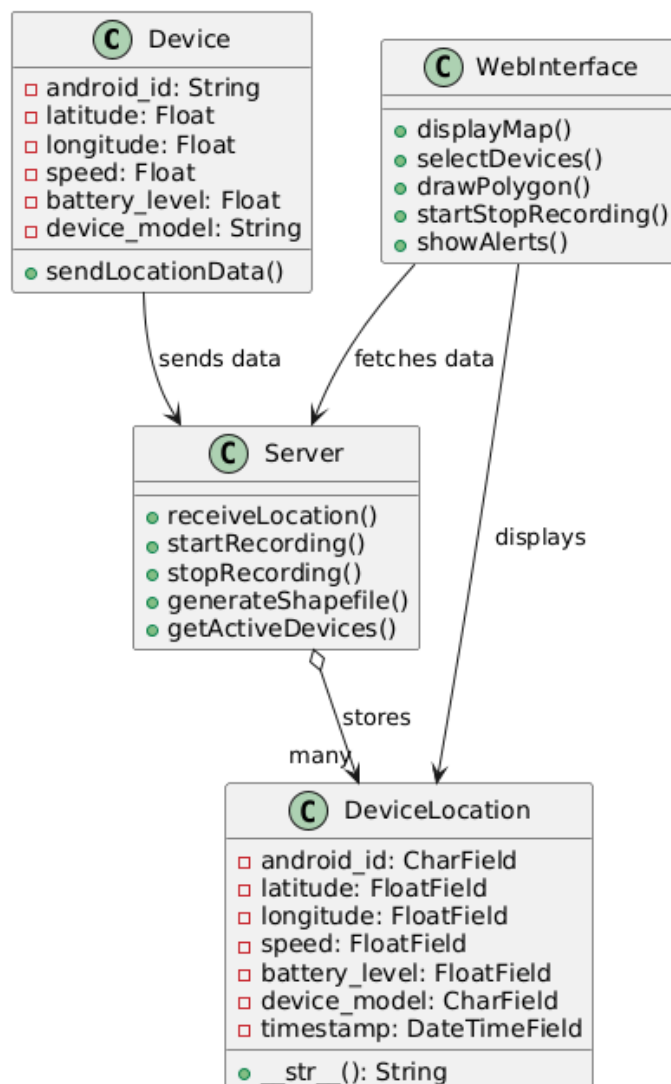 C Device
android_id: String
latitude: Float
longitude: Float
speed: Float
battery_level: Float
device_model: String
sendLocationData()
C WebInterface
displayMap()
selectDevices()
drawPolygon()
startStopRecording()
showAlerts()
sends data
fetches data
C Server
receiveLocation()
startRecording()
stopRecording()
generateShapefile()
getActiveDevices()
displays
stores
many
C DeviceLocation
android_id: CharField
latitude: FloatField
longitude: FloatField
speed: FloatField
battery_level: FloatField
device_model: CharField
timestamp: DateTimeField
__str__(): String